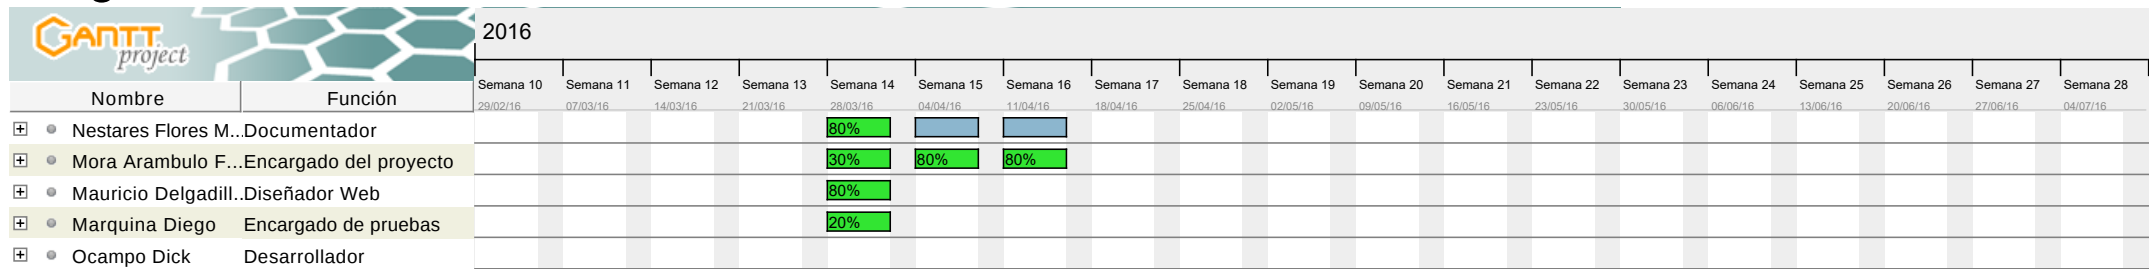 GANTT
project
2016
Semana 10 Semana 11 Semana 12 Semana 13 Semana 14 Semana 15 Semana 16 Semana 17 Semana 18 Semana 19 Semana 20 Semana 21 Semana 22 Semana 23 Semana 24 Semana 25 Semana 26 Semana 27 Semana 28
Nombre Función
29/02/16 07/03/16 14/03/16 21/03/16 28/03/16 04/04/16 11/04/16 18/04/16 25/04/16 02/05/16 09/05/16 16/05/16 23/05/16 30/05/16 06/06/16 13/06/16 20/06/16 27/06/16 04/07/16
Nestares Flores M... Documentador 80%
Mora Arambulo F... Encargado del proyecto 30% 80% 80%
Mauricio Delgadill.. Diseñador Web 80%
Marquina Diego Encargado de pruebas 20%
Ocampo Dick Desarrollador